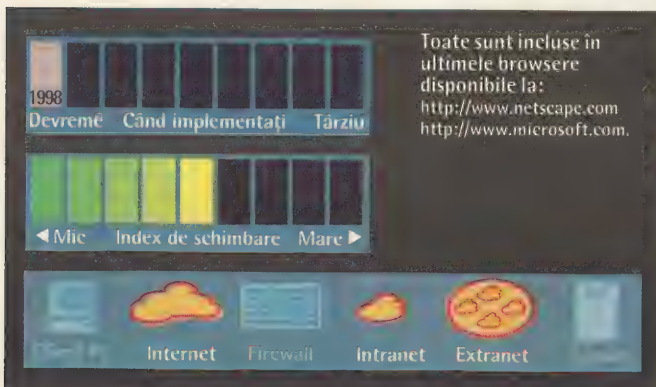 1998
Devreme Când implementați Târziu
◄ Mic Index de schimbare Mare ►
Toate sunt incluse în
ultimele browsere
disponibile la:
http://www.netscape.com
http://www.microsoft.com.
Internet Firewall Intranet Extranet